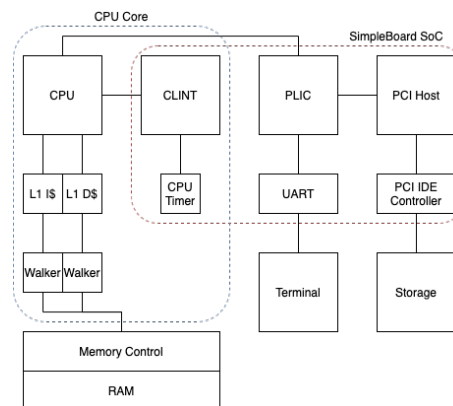 CPU Core
SimpleBoard SoC
CPU
CLINT
PLIC
PCI Host
L1 I$
L1 D$
CPU
Timer
UART
PCI IDE
Controller
Walker
Walker
Terminal
Storage
Memory Control
RAM